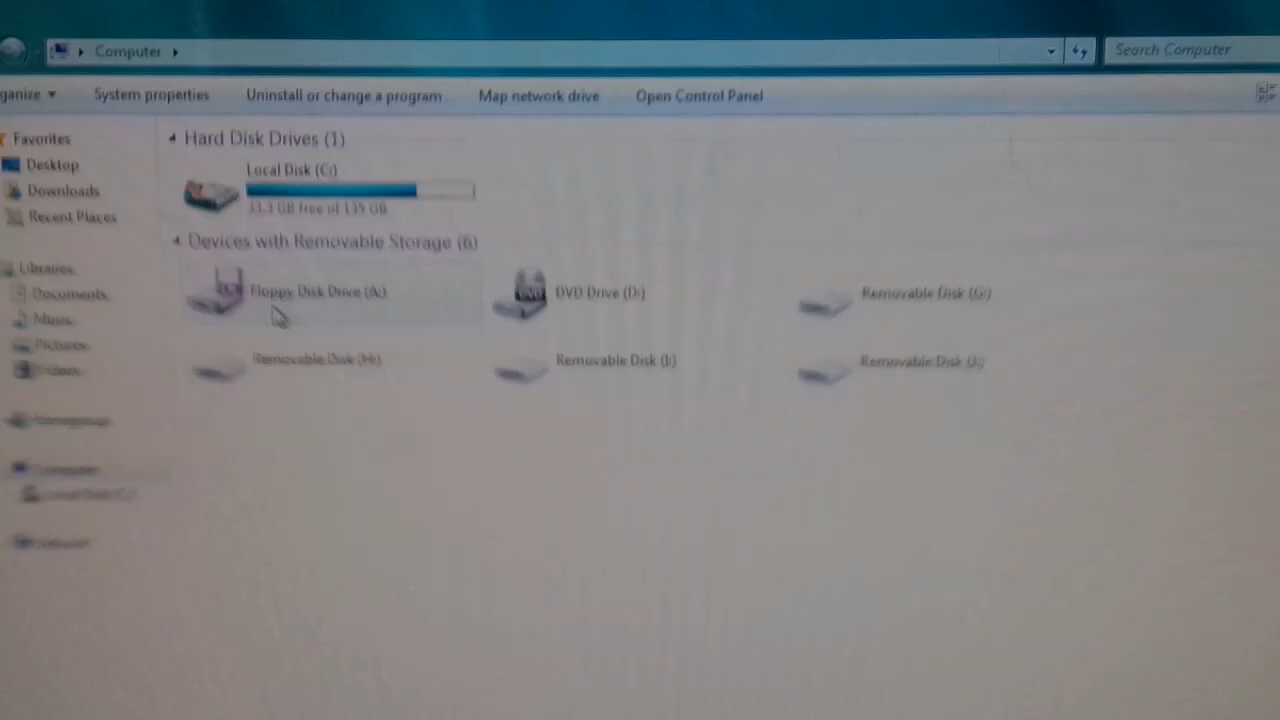 Computer
Search Computer
ganize
System properties
Uninstall or change a program
Map network drive
Open Control Panel
Favorites
Desktop
Downloads
Recent Places
Libraries
Documents
Music
Pictures
Hard Disk Drives (1)
Local Disk (C:)
33.3 GB free of 135 GB
Devices with Removable Storage (6)
Floppy Disk Drive (A:)
DVD Drive (D:)
Removable Disk (G:)
Removable Disk (H:)
Removable Disk (I:)
Removable Disk (J:)
Computer